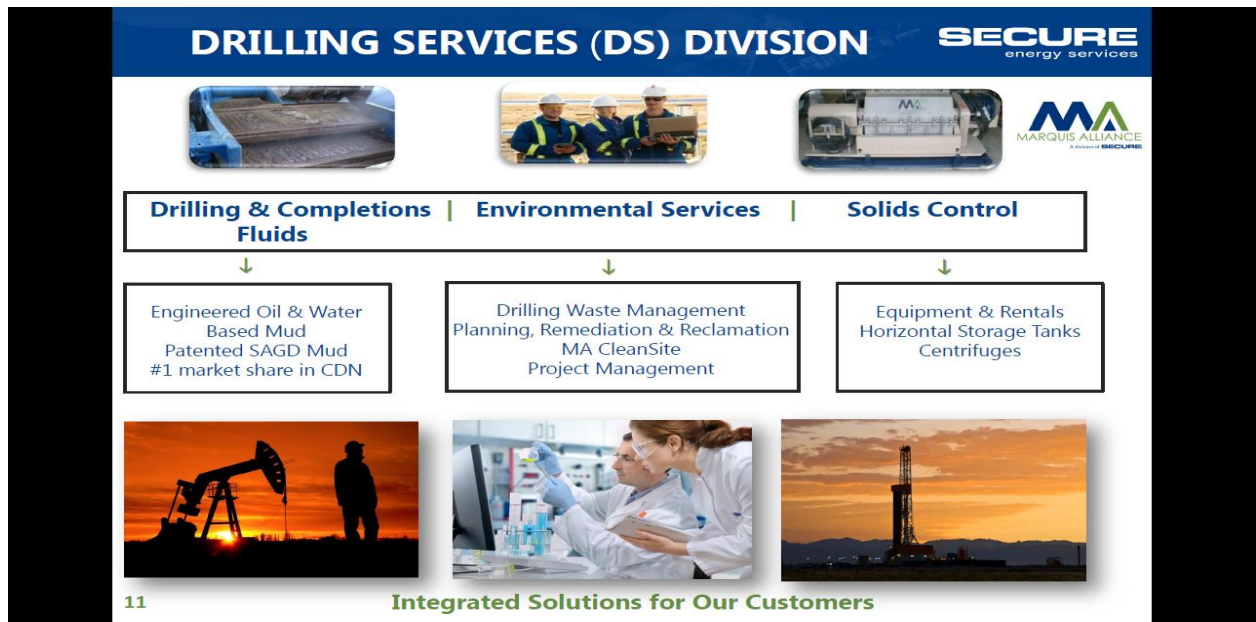 DRILLING SERVICES (DS) DIVISION
SECURE
energy services
MA
MA
MARQUIS ALLIANCE
A division of SECURE
Drilling & Completions | Environmental Services | Solids Control
Fluids
↓ ↓ ↓
Engineered Oil & Water
Based Mud
Patented SAGD Mud
#1 market share in CDN
Drilling Waste Management
Planning, Remediation & Reclamation
MA CleanSite
Project Management
Equipment & Rentals
Horizontal Storage Tanks
Centrifuges
11
Integrated Solutions for Our Customers